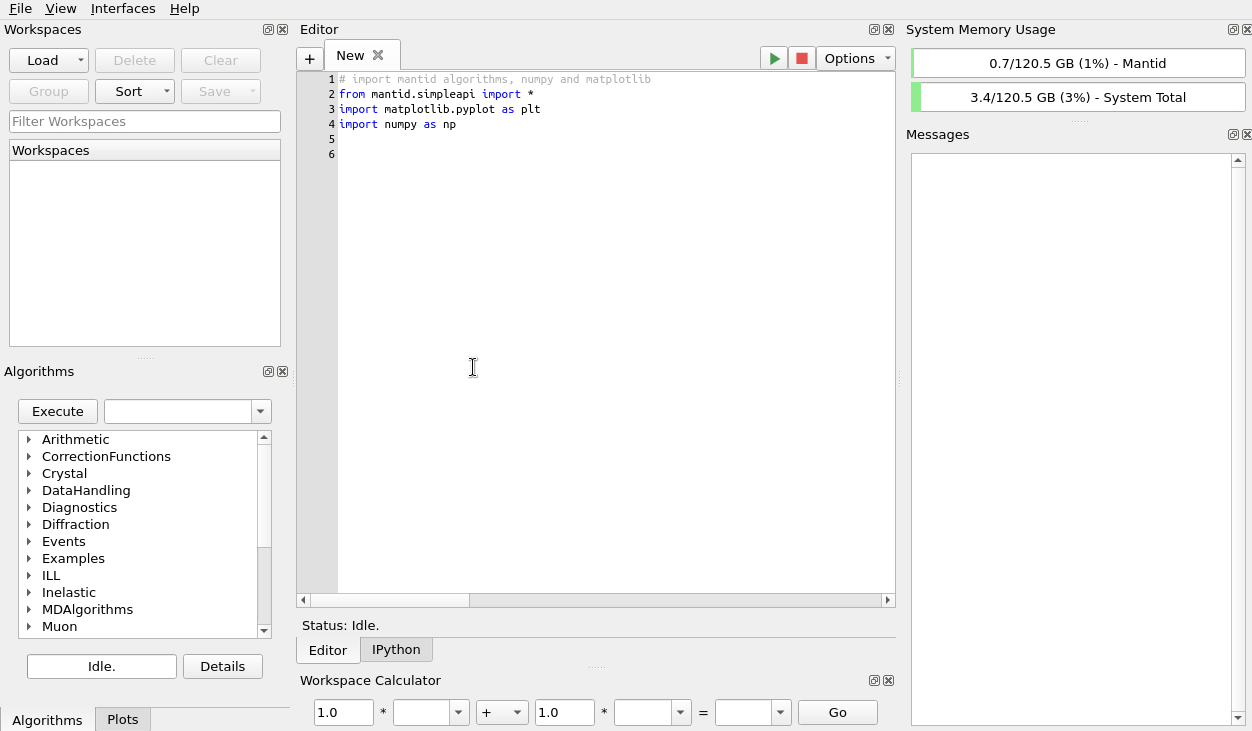 File View Interfaces Help
Workspaces
Load Delete Clear
Group Sort Save
Filter Workspaces
Workspaces
Algorithms
Execute
Arithmetic
CorrectionFunctions
Crystal
DataHandling
Diagnostics
Diffraction
Events
Examples
ILL
Inelastic
MDAlgorithms
Muon
Idle. Details
Algorithms Plots
Editor
+ New Options
1 # import mantid algorithms, numpy and matplotlib
2 from mantid.simpleapi import *
3 import matplotlib.pyplot as plt
4 import numpy as np
5
6
Status: Idle.
Editor IPython
Workspace Calculator
1.0 * + 1.0 * = Go
System Memory Usage
0.7/120.5 GB (1%) - Mantid
3.4/120.5 GB (3%) - System Total
Messages